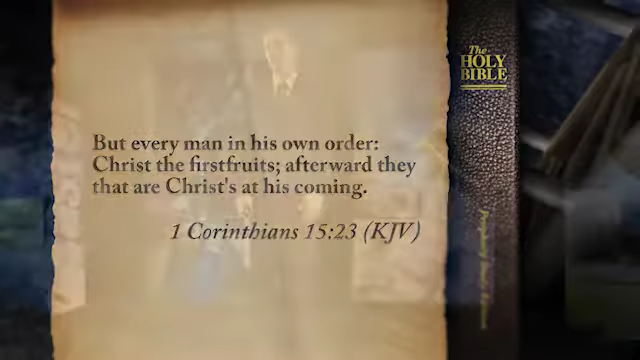 But every man in his own order:
Christ the firstfruits; afterward they
that are Christ's at his coming.
1 Corinthians 15:23 (KJV)
The
HOLY
BIBLE